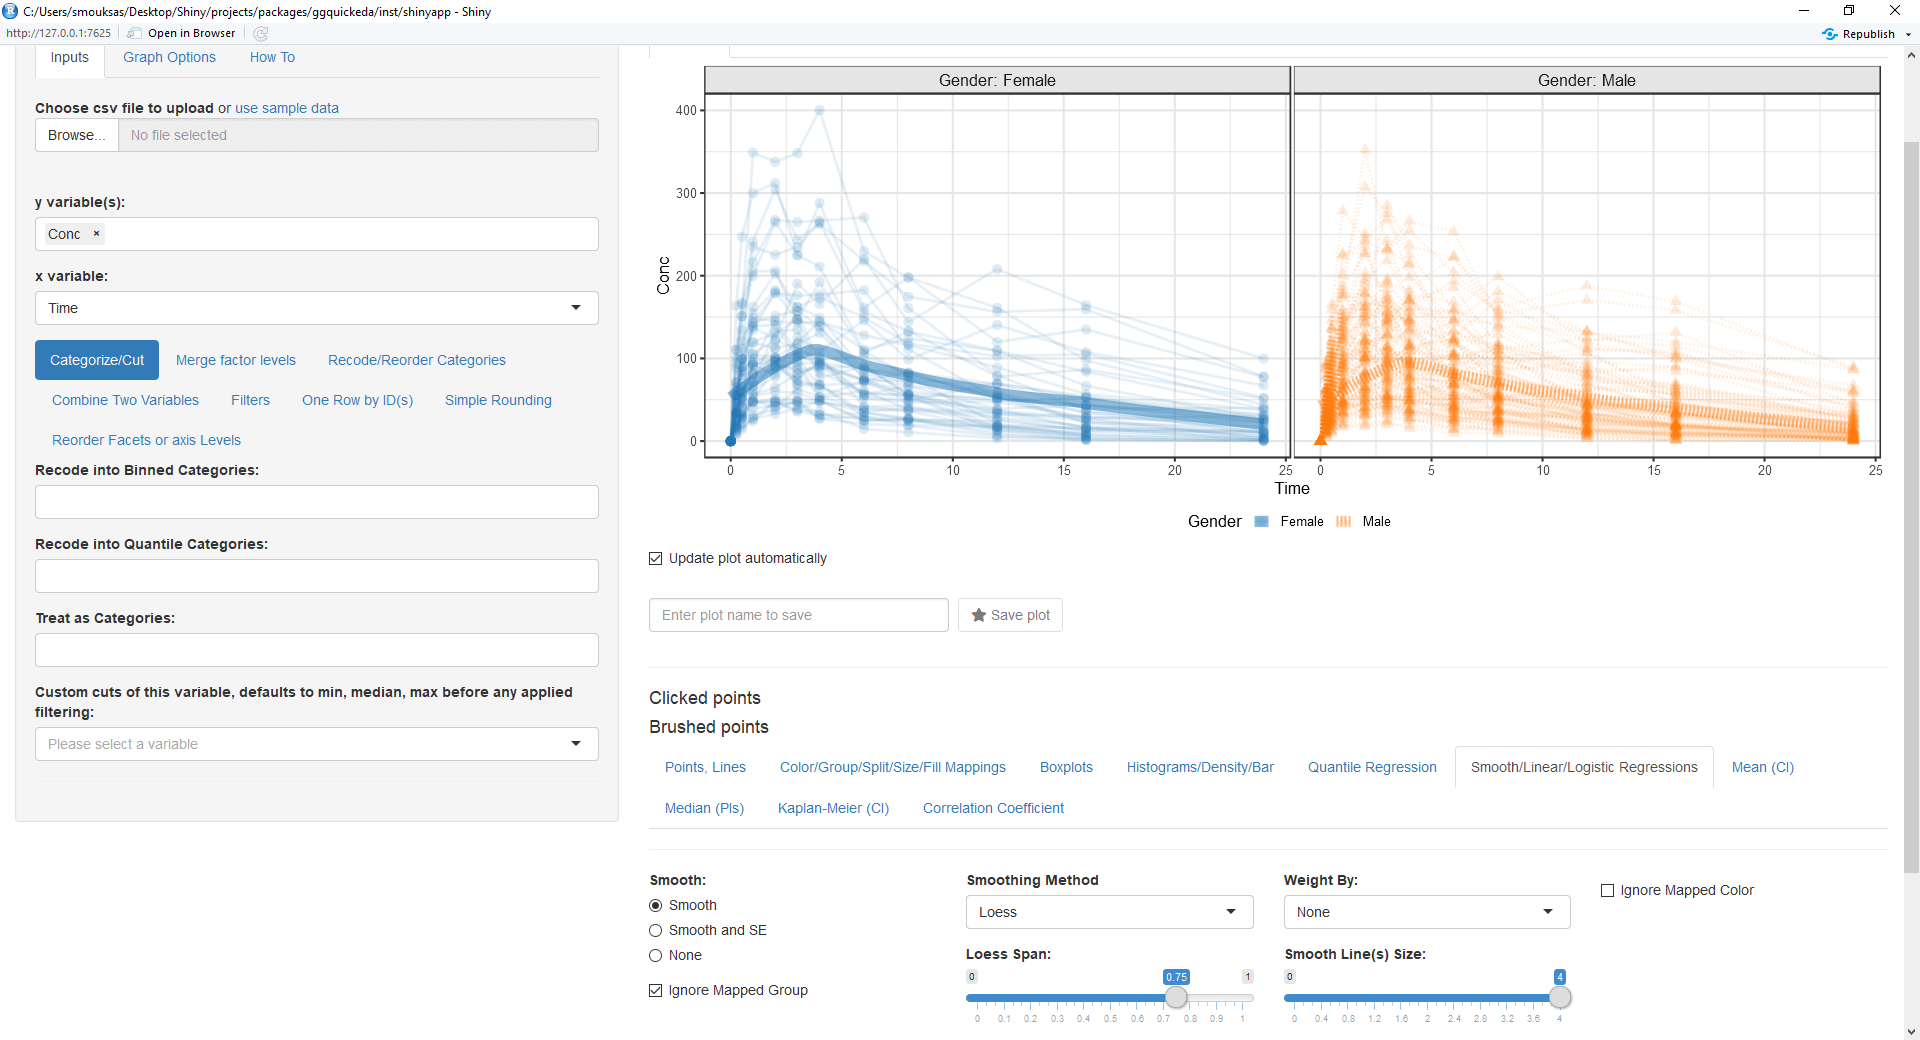 C:/Users/smouksas/Desktop/Shiny/projects/packages/ggquickeda/inst/shinyapp - Shiny
http://127.0.0.1:7625 Open in Browser Republish
Inputs Graph Options How To
Choose csv file to upload or use sample data
Browse... No file selected
y variable(s):
Conc ×
x variable:
Time
Categorize/Cut Merge factor levels Recode/Reorder Categories
Combine Two Variables Filters One Row by ID(s) Simple Rounding
Reorder Facets or axis Levels
Recode into Binned Categories:
Recode into Quantile Categories:
Treat as Categories:
Custom cuts of this variable, defaults to min, median, max before any applied
filtering:
Please select a variable
Gender: Female Gender: Male
400
300
200
100
0
Conc
0 5 10 15 20 25 0 5 10 15 20 25
Time
Gender Female Male
Update plot automatically
Enter plot name to save Save plot
Clicked points
Brushed points
Points, Lines Color/Group/Split/Size/Fill Mappings Boxplots Histograms/Density/Bar Quantile Regression Smooth/Linear/Logistic Regressions Mean (CI)
Median (PIs) Kaplan-Meier (CI) Correlation Coefficient
Smooth:
Smooth
Smooth and SE
None
Ignore Mapped Group
Smoothing Method
Loess
Loess Span:
0 0.75 1
0 0.1 0.2 0.3 0.4 0.5 0.6 0.7 0.8 0.9 1
Weight By:
None
Smooth Line(s) Size:
0 4
0 0.4 0.8 1.2 1.6 2 2.4 2.8 3.2 3.6 4
Ignore Mapped Color